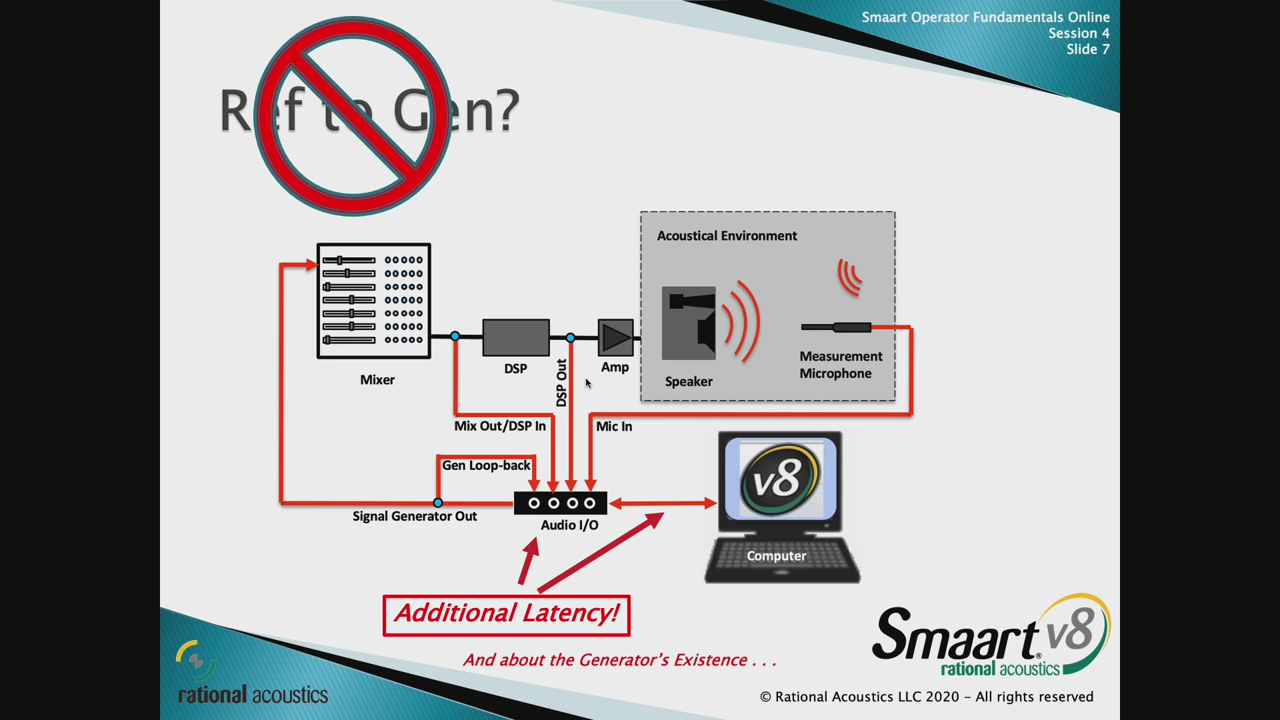 Smaart Operator Fundamentals Online
Session 4
Slide 7
Ref to Gen?
Acoustical Environment
Mixer
DSP
DSP Out
Amp
Speaker
Measurement
Microphone
Mix Out/DSP In
Mic In
Gen Loop-back
Signal Generator Out
Audio I/O
v8
Computer
Additional Latency!
And about the Generator's Existence . . .
Smaart® v8
rational acoustics
rational acoustics
© Rational Acoustics LLC 2020 – All rights reserved